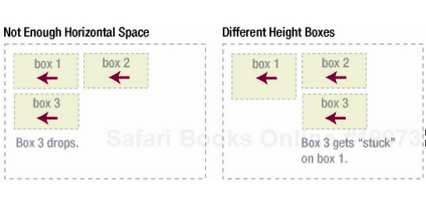 Not Enough Horizontal Space
box 1
box 2
box 3
Box 3 drops.
Different Height Boxes
box 1
box 2
box 3
Box 3 gets “stuck”
on box 1.
Safari Books Online